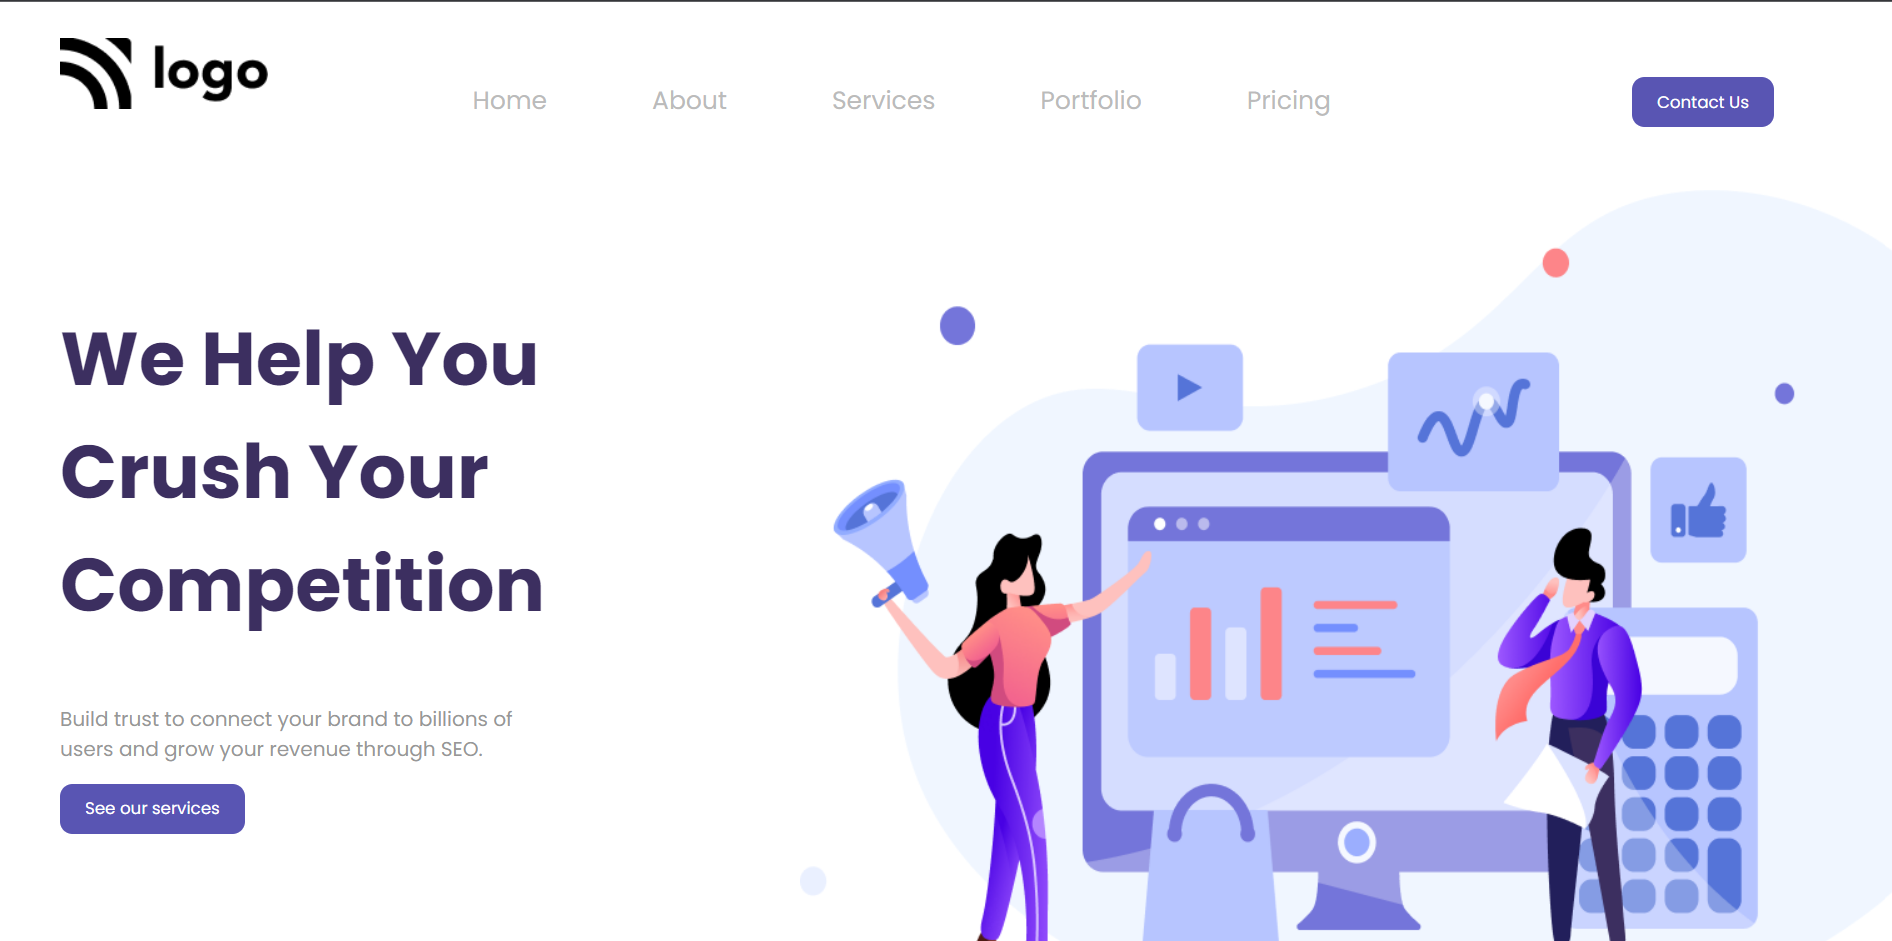 logo
Home About Services Portfolio Pricing
Contact Us
We Help You
Crush Your
Competition
Build trust to connect your brand to billions of
users and grow your revenue through SEO.
See our services